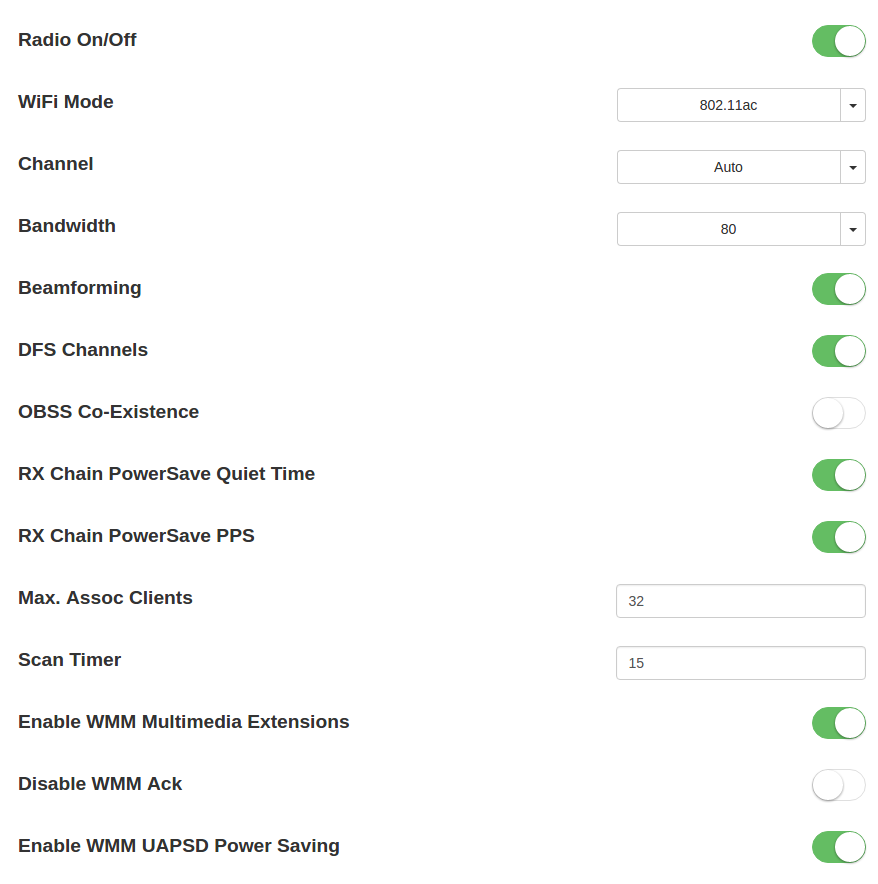 Radio On/Off
WiFi Mode 802.11ac
Channel Auto
Bandwidth 80
Beamforming
DFS Channels
OBSS Co-Existence
RX Chain PowerSave Quiet Time
RX Chain PowerSave PPS
Max. Assoc Clients 32
Scan Timer 15
Enable WMM Multimedia Extensions
Disable WMM Ack
Enable WMM UAPSD Power Saving